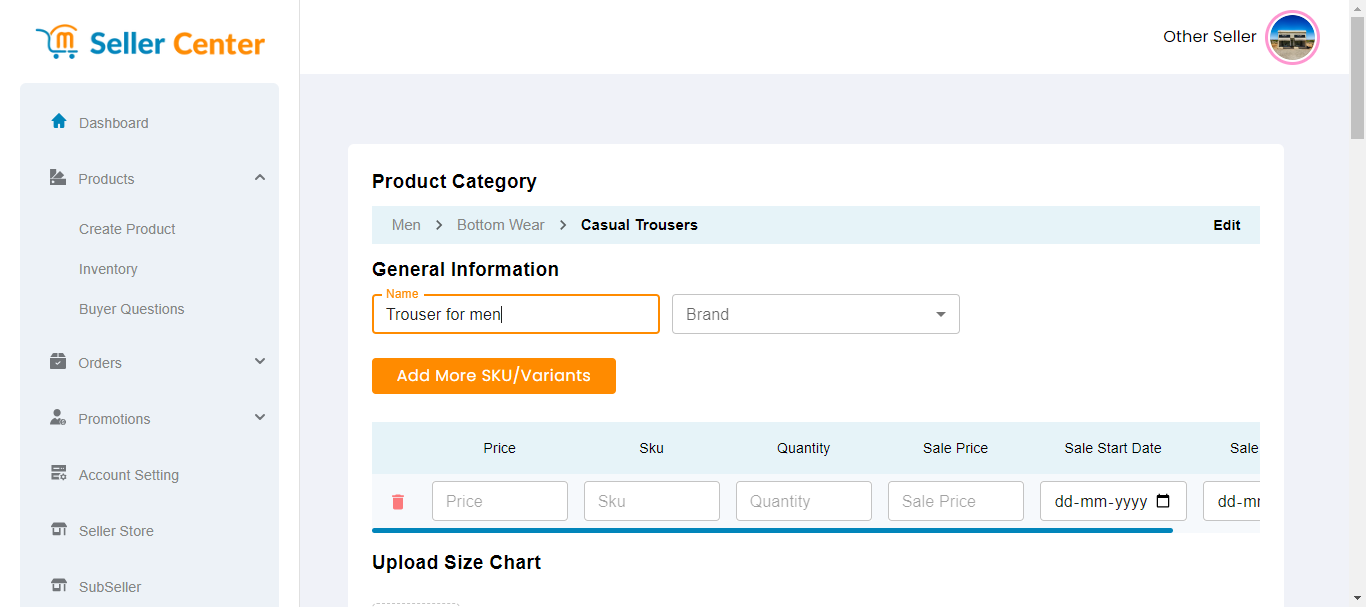 Seller Center
Other Seller
Dashboard
Products
Create Product
Inventory
Buyer Questions
Orders
Promotions
Account Setting
Seller Store
SubSeller
Product Category
Men > Bottom Wear > Casual Trousers
Edit
General Information
Name
Trouser for men
Brand
Add More SKU/Variants
Price Sku Quantity Sale Price Sale Start Date Sale
Price Sku Quantity Sale Price dd-mm-yyyy dd-mm
Upload Size Chart